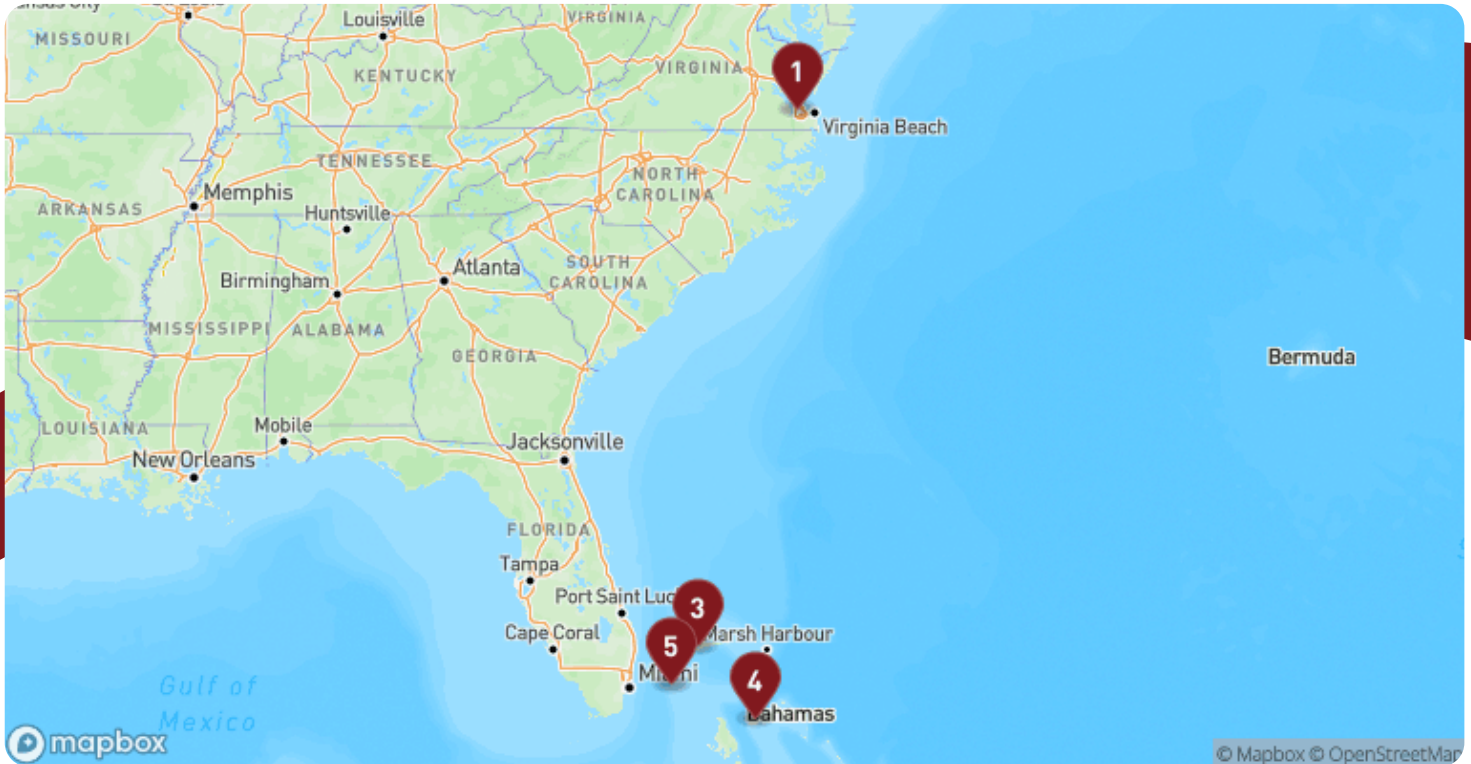 Louisville
VIRGINIA
MISSOURI
KENTUCKY
VIRGINIA
1
Virginia Beach
TENNESSEE
NORTH
CAROLINA
Memphis
ARKANSAS
Huntsville
Atlanta
SOUTH
CAROLINA
Birmingham
MISSISSIPPI
ALABAMA
GEORGIA
Bermuda
LOUISIANA
Mobile
Jacksonville
New Orleans
FLORIDA
Tampa
Port Saint Luc
3
Cape Coral
Marsh Harbour
5
Miami
4
Bahamas
Gulf of
Mexico
mapbox
© Mapbox © OpenStreetMap